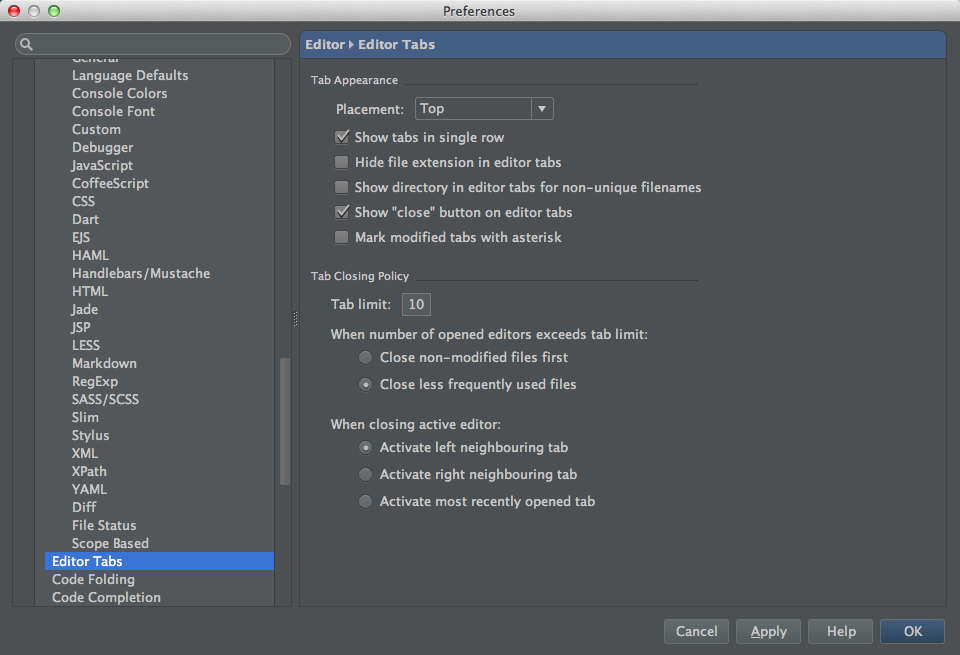 Preferences
Editor Editor Tabs
General
Language Defaults
Console Colors
Console Font
Custom
Debugger
JavaScript
CoffeeScript
CSS
Dart
EJS
HAML
Handlebars/Mustache
HTML
Jade
JSP
LESS
Markdown
RegExp
SASS/SCSS
Slim
Stylus
XML
XPath
YAML
Diff
File Status
Scope Based
Editor Tabs
Code Folding
Code Completion
Tab Appearance
Placement: Top
Show tabs in single row
Hide file extension in editor tabs
Show directory in editor tabs for non-unique filenames
Show "close" button on editor tabs
Mark modified tabs with asterisk
Tab Closing Policy
Tab limit: 10
When number of opened editors exceeds tab limit:
Close non-modified files first
Close less frequently used files
When closing active editor:
Activate left neighbouring tab
Activate right neighbouring tab
Activate most recently opened tab
Cancel Apply Help OK